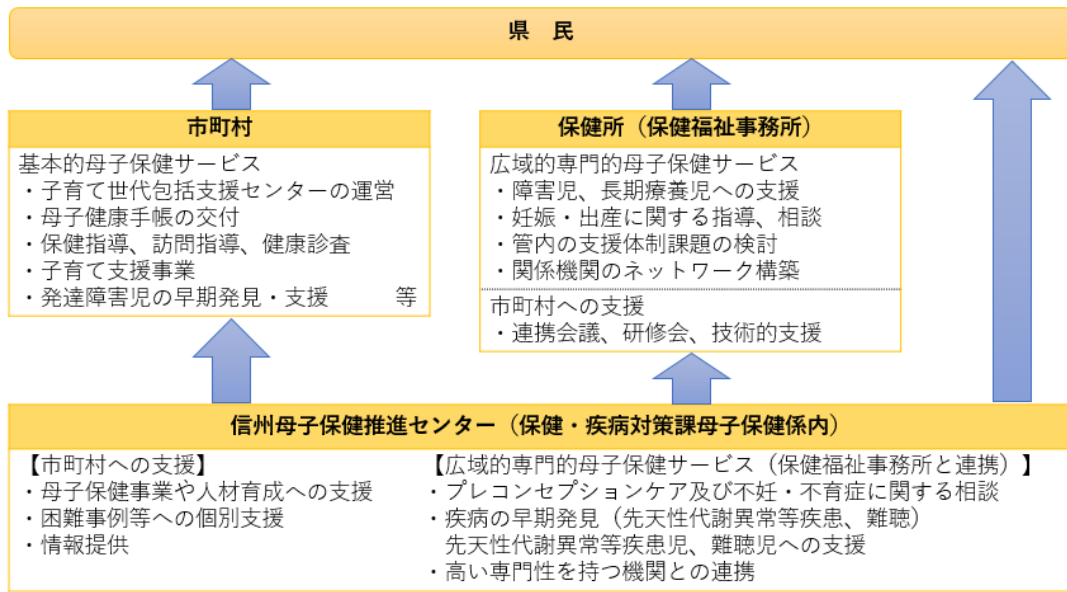 県　民
市町村
基本的母子保健サービス
・子育て世代包括支援センターの運営
・母子健康手帳の交付
・保健指導、訪問指導、健康診査
・子育て支援事業
・発達障害児の早期発見・支援　　　等
保健所（保健福祉事務所）
広域的専門的母子保健サービス
・障害児、長期療養児への支援
・妊娠・出産に関する指導、相談
・管内の支援体制課題の検討
・関係機関のネットワーク構築
市町村への支援
・連携会議、研修会、技術的支援
信州母子保健推進センター（保健・疾病対策課母子保健係内）
【市町村への支援】
・母子保健事業や人材育成への支援
・困難事例等への個別支援
・情報提供
【広域的専門的母子保健サービス（保健福祉事務所と連携）】
・プレコンセプションケア及び不妊・不育症に関する相談
・疾病の早期発見（先天性代謝異常等疾患、難聴）
先天性代謝異常等疾患児、難聴児への支援
・高い専門性を持つ機関との連携